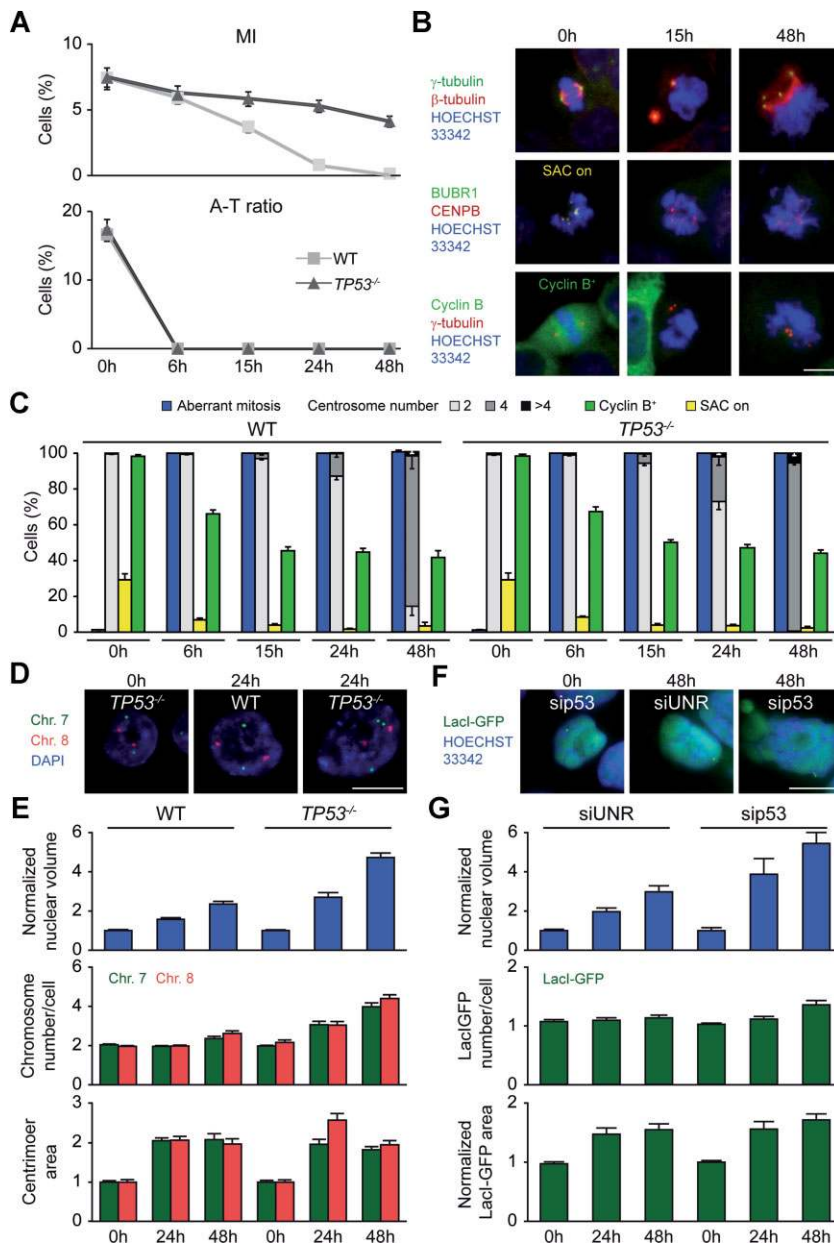 A
MI
10
5
0
Cells (%)
A-T ratio
20
10
0
Cells (%)
WT
TP53-/-
0h 6h 15h 24h 48h
B
0h 15h 48h
γ-tubulin
β-tubulin
HOECHST
33342
SAC on
BUBR1
CENPB
HOECHST
33342
Cyclin B+
Cyclin B
γ-tubulin
HOECHST
33342
C
Aberrant mitosis Centrosome number 2 4 >4 Cyclin B+ SAC on
WT TP53-/-
100
80
60
40
20
0
Cells (%)
0h 6h 15h 24h 48h 0h 6h 15h 24h 48h
D
0h 24h 24h
TP53-/- WT TP53-/-
Chr. 7
Chr. 8
DAPI
F
0h 48h 48h
sip53 siUNR sip53
LacI-GFP
HOECHST
33342
E
WT TP53-/-
Normalized
nuclear volume
6
4
2
0
Chr. 7 Chr. 8
Chromosome
number/cell
6
4
2
0
Centrimoer
area
3
2
1
0
0h 24h 48h 0h 24h 48h
G
siUNR sip53
Normalized
nuclear volume
6
4
2
0
LacI-GFP
LacIGFP
number/cell
2
1
0
Normalized
LacI-GFP area
2
1
0
0h 24h 48h 0h 24h 48h